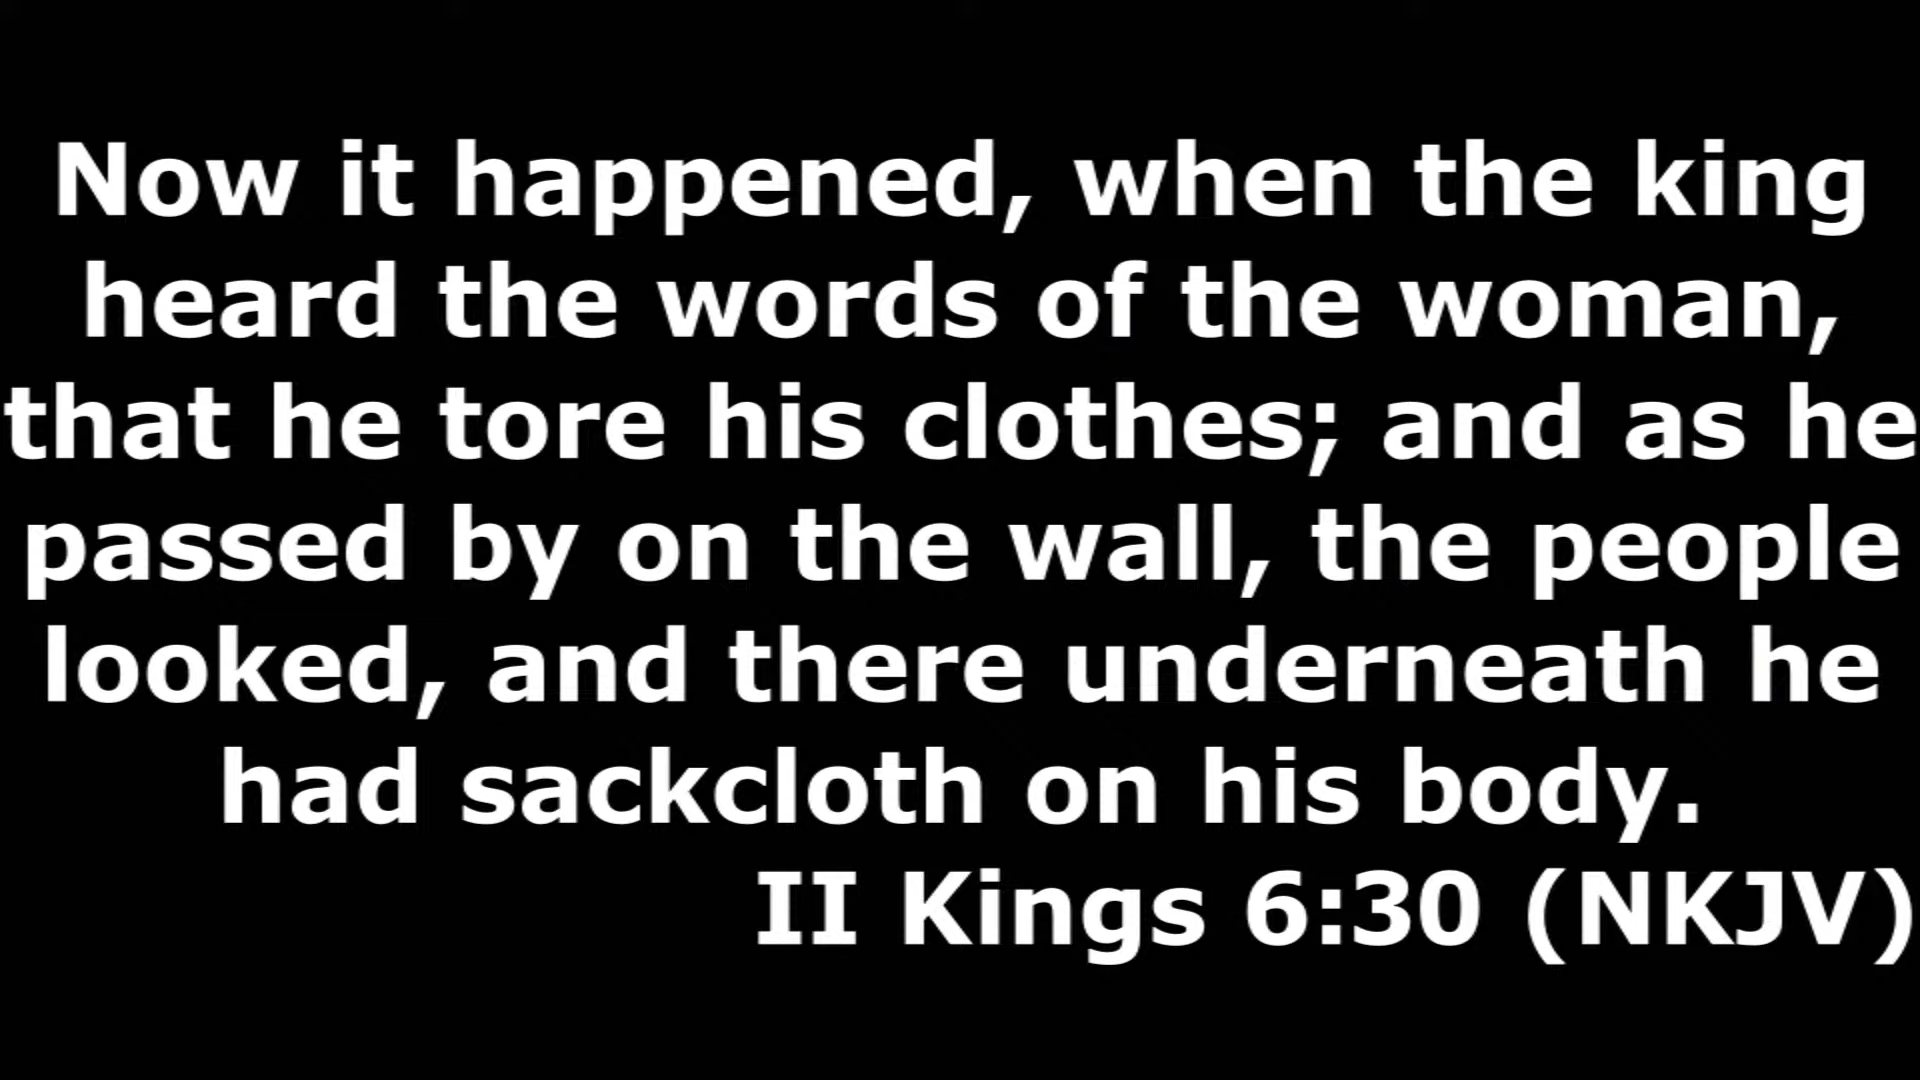 Now it happened, when the king
heard the words of the woman,
that he tore his clothes; and as he
passed by on the wall, the people
looked, and there underneath he
had sackcloth on his body.
II Kings 6:30 (NKJV)